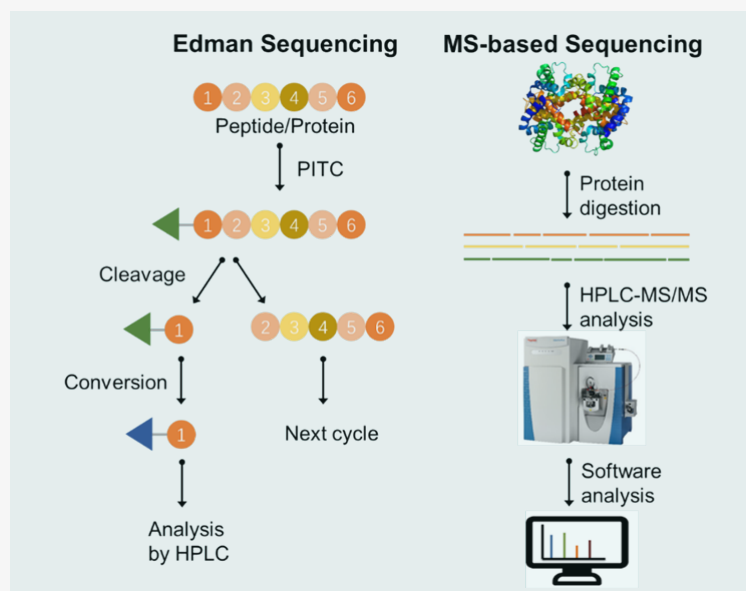 Edman Sequencing
1 2 3 4 5 6
Peptide/Protein
PITC
1 2 3 4 5 6
Cleavage
1
2 3 4 5 6
Conversion
1
Next cycle
Analysis
by HPLC
MS-based Sequencing
Protein
digestion
HPLC-MS/MS
analysis
Software
analysis